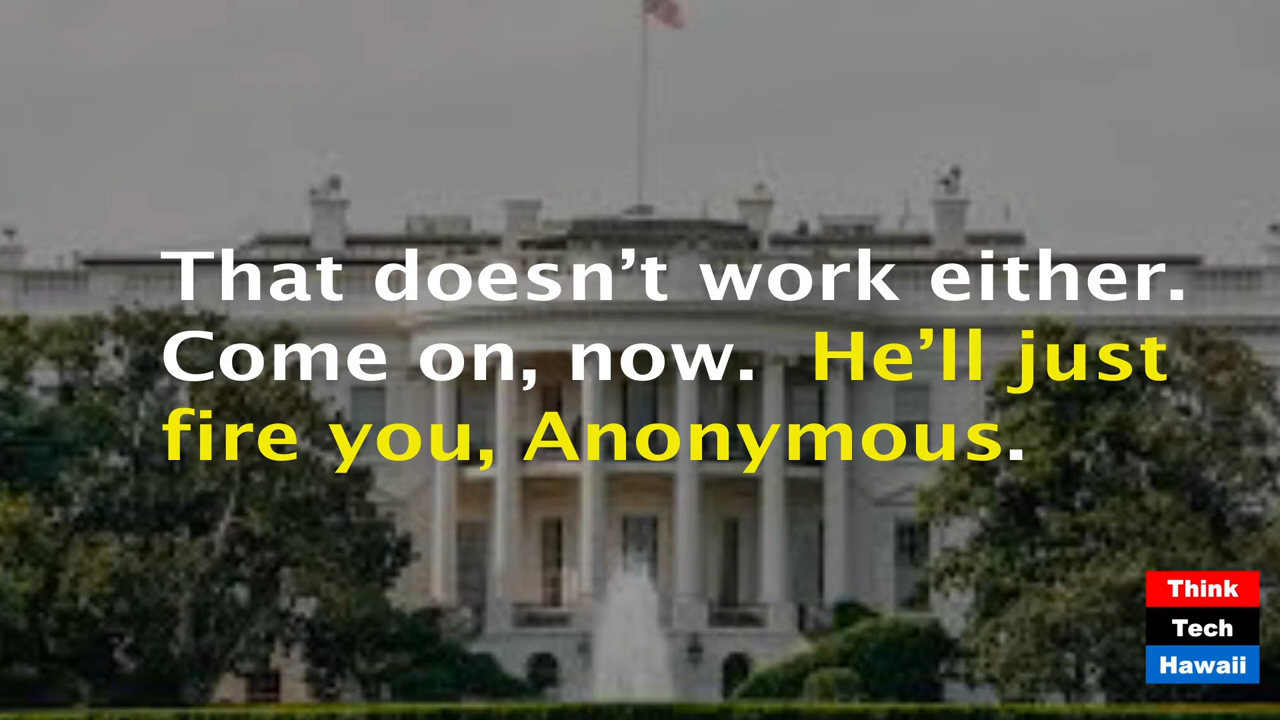 That doesn’t work either.
Come on, now.  He’ll just
fire you, Anonymous.
Think
Tech
Hawaii